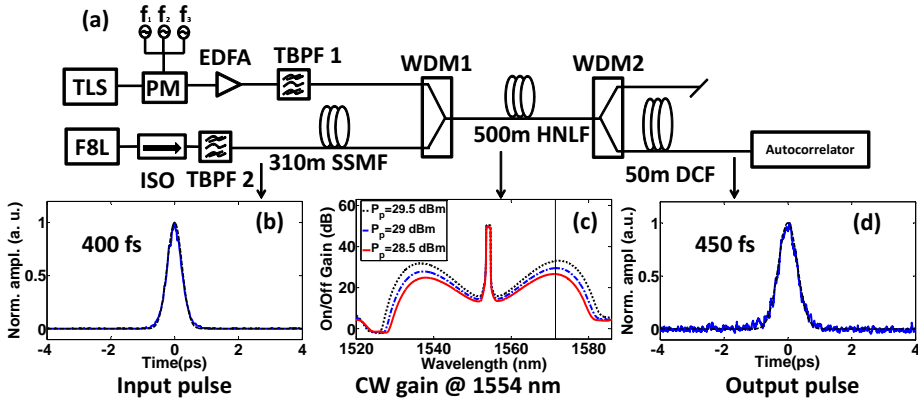 (a)
f₁ f₂ f₃
TLS
PM
EDFA
TBPF 1
WDM1
WDM2
500m HNLF
F8L
ISO
TBPF 2
310m SSMF
50m DCF
Autocorrelator
(b)
400 fs
Norm. ampl. (a. u.)
1
0.5
0
-4 -2 0 2 4
Time(ps)
Input pulse
(c)
P_p=29.5 dBm
P_p=29 dBm
P_p=28.5 dBm
On/Off Gain (dB)
60
40
20
0
1520 1540 1560 1580
Wavelength (nm)
CW gain @ 1554 nm
(d)
450 fs
Norm. ampl (a.u.)
1
0.5
0
-4 -2 0 2 4
Time(ps)
Output pulse